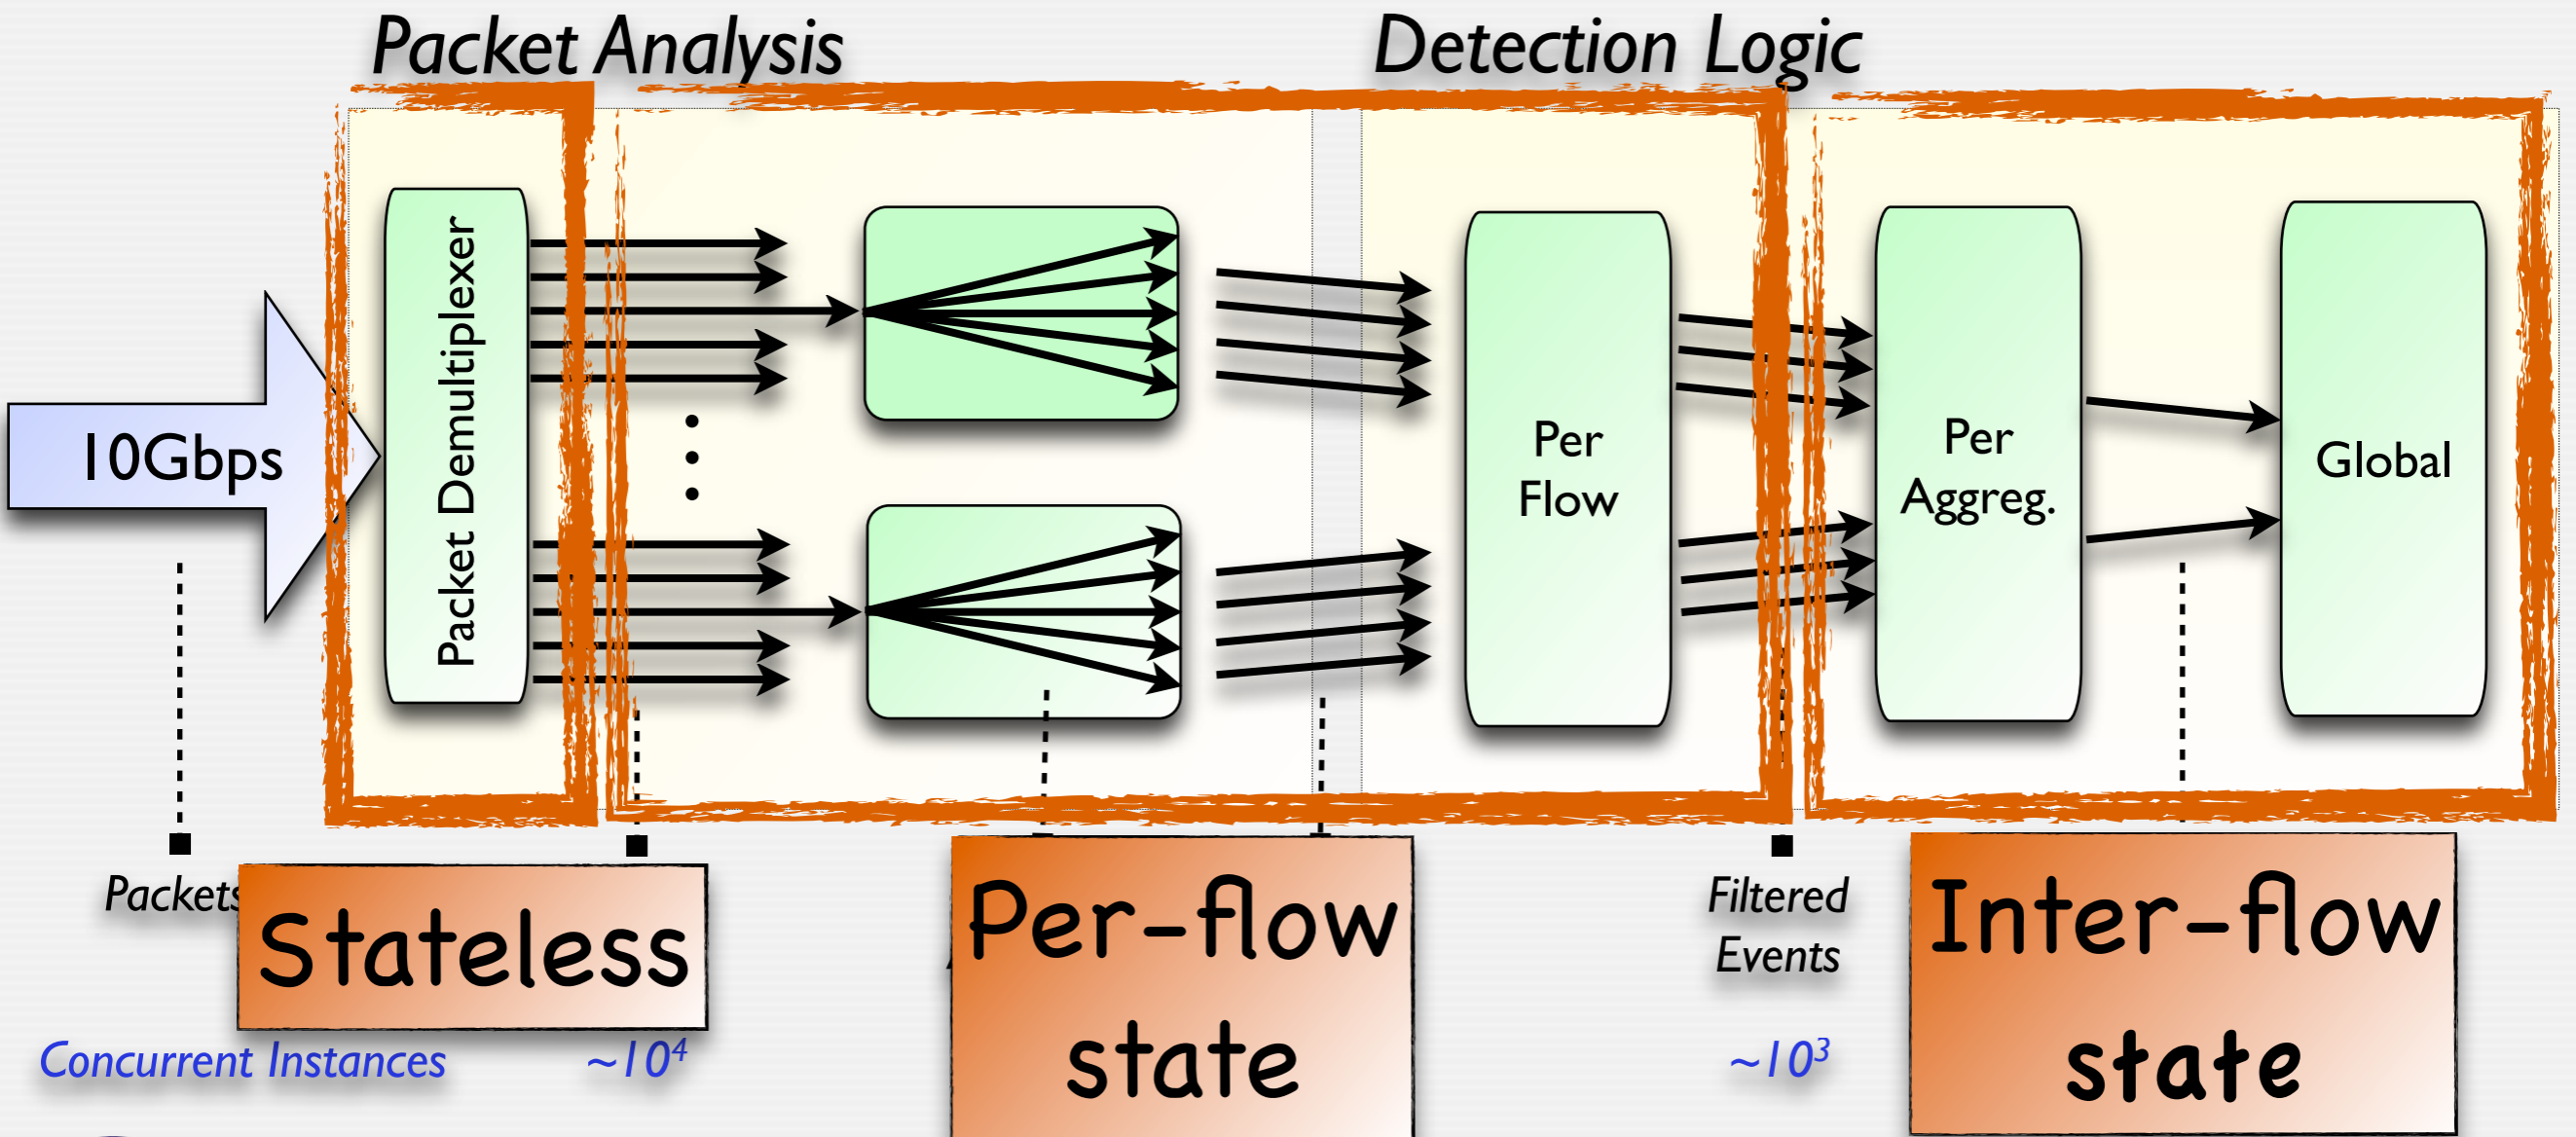 Packet Analysis
Detection Logic
10Gbps
Packet Demultiplexer
Per
Flow
Per
Aggreg.
Global
Packets
Stateless
Per-flow
state
Filtered
Events
Inter-flow
state
Concurrent Instances
~10⁴
~10³